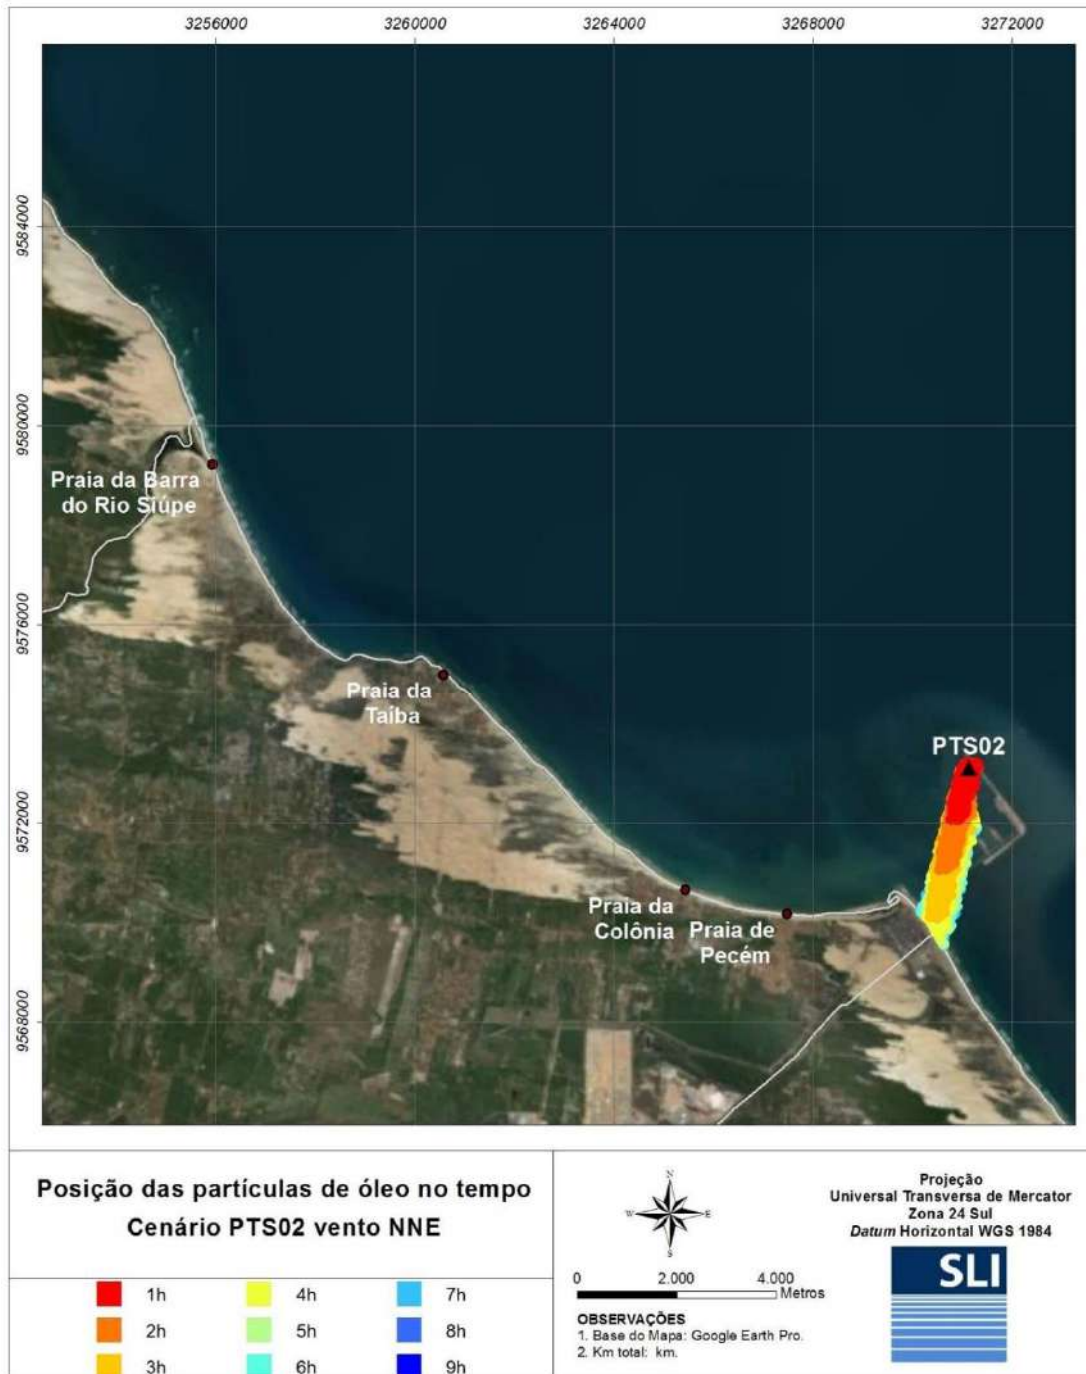 3256000 3260000 3264000 3268000 3272000
9584000
9580000
9576000
9572000
9568000
Praia da Barra
do Rio Siúpe
Praia da
Taíba
PTS02
Praia da
Colônia
Praia de
Pecém
Posição das partículas de óleo no tempo
Cenário PTS02 vento NNE
1h 4h 7h
2h 5h 8h
3h 6h 9h
N
W E
S
0 2.000 4.000
Metros
OBSERVAÇÕES
1. Base do Mapa: Google Earth Pro.
2. Km total: km.
Projeção
Universal Transversa de Mercator
Zona 24 Sul
Datum Horizontal WGS 1984
SLI